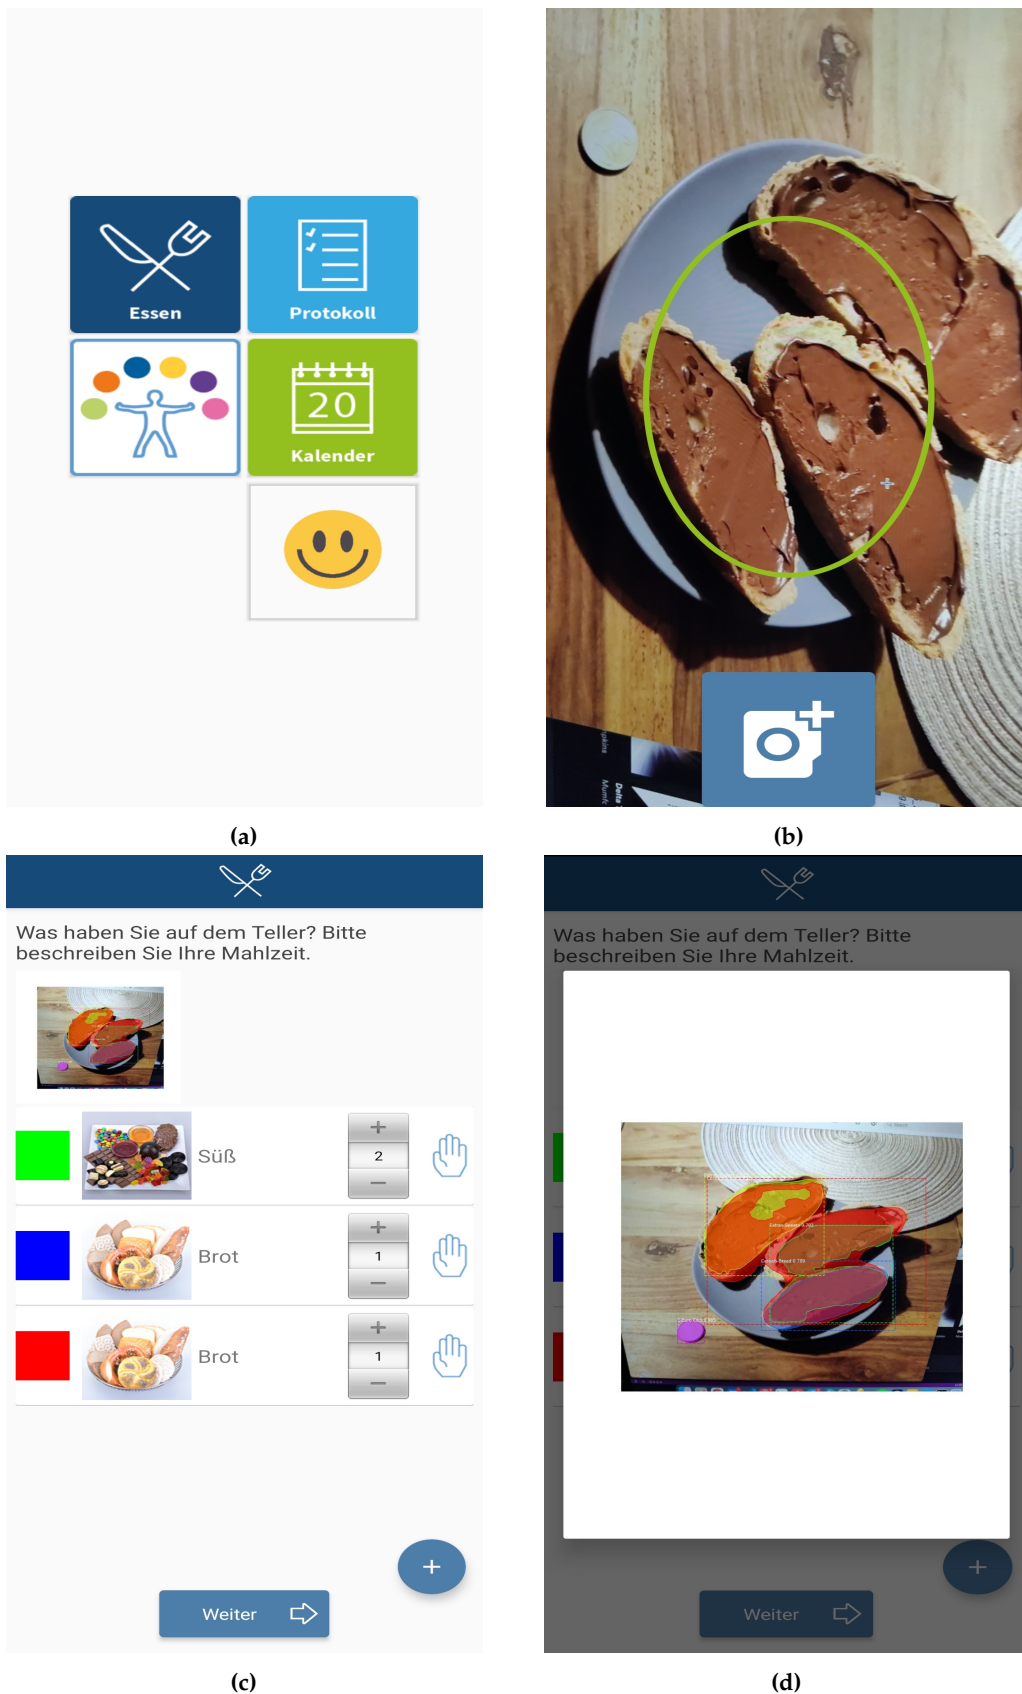 Essen
Protokoll
20
Kalender
(a)
Delta
(b)
Was haben Sie auf dem Teller? Bitte
beschreiben Sie Ihre Mahlzeit.
Süß
+
2
−
Brot
+
1
−
Brot
+
1
−
+
Weiter
(c)
Was haben Sie auf dem Teller? Bitte
beschreiben Sie Ihre Mahlzeit.
+
Weiter
(d)